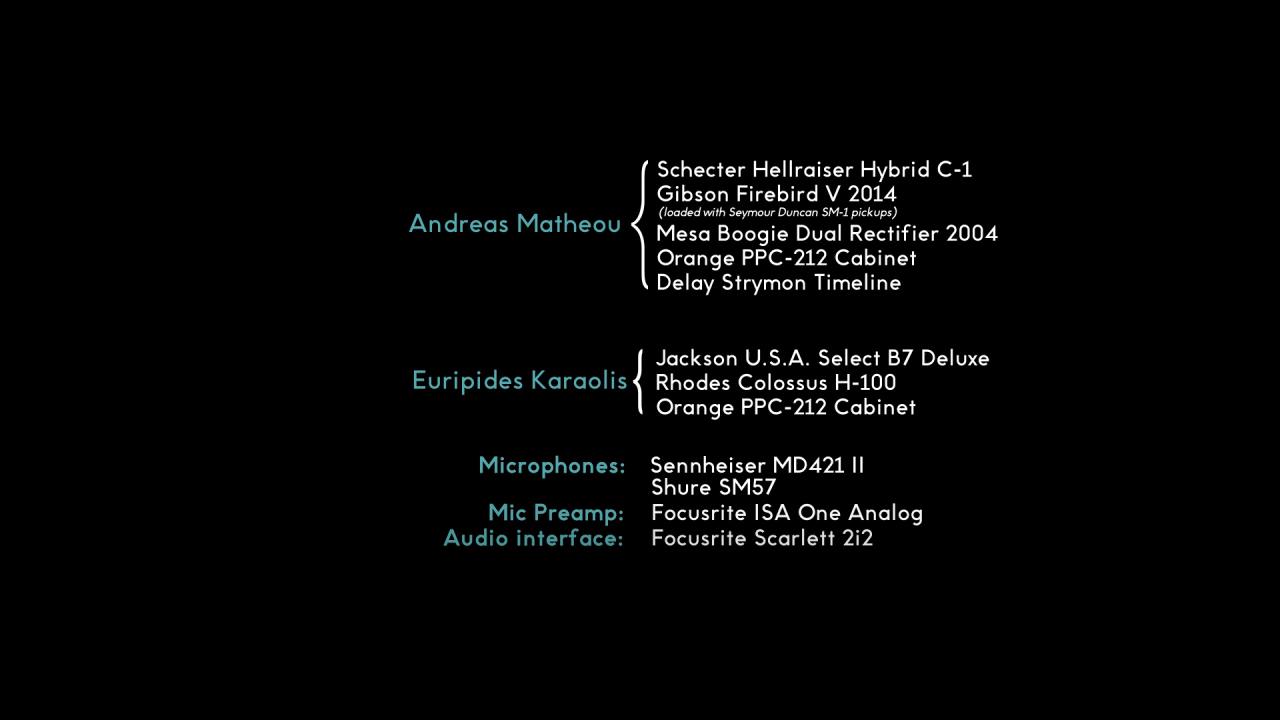 Andreas Matheou
Schecter Hellraiser Hybrid C-1
Gibson Firebird V 2014
(loaded with Seymour Duncan SM-1 pickups)
Mesa Boogie Dual Rectifier 2004
Orange PPC-212 Cabinet
Delay Strymon Timeline
Euripides Karaolis
Jackson U.S.A. Select B7 Deluxe
Rhodes Colossus H-100
Orange PPC-212 Cabinet
Microphones: Sennheiser MD421 II
Shure SM57
Mic Preamp: Focusrite ISA One Analog
Audio interface: Focusrite Scarlett 2i2